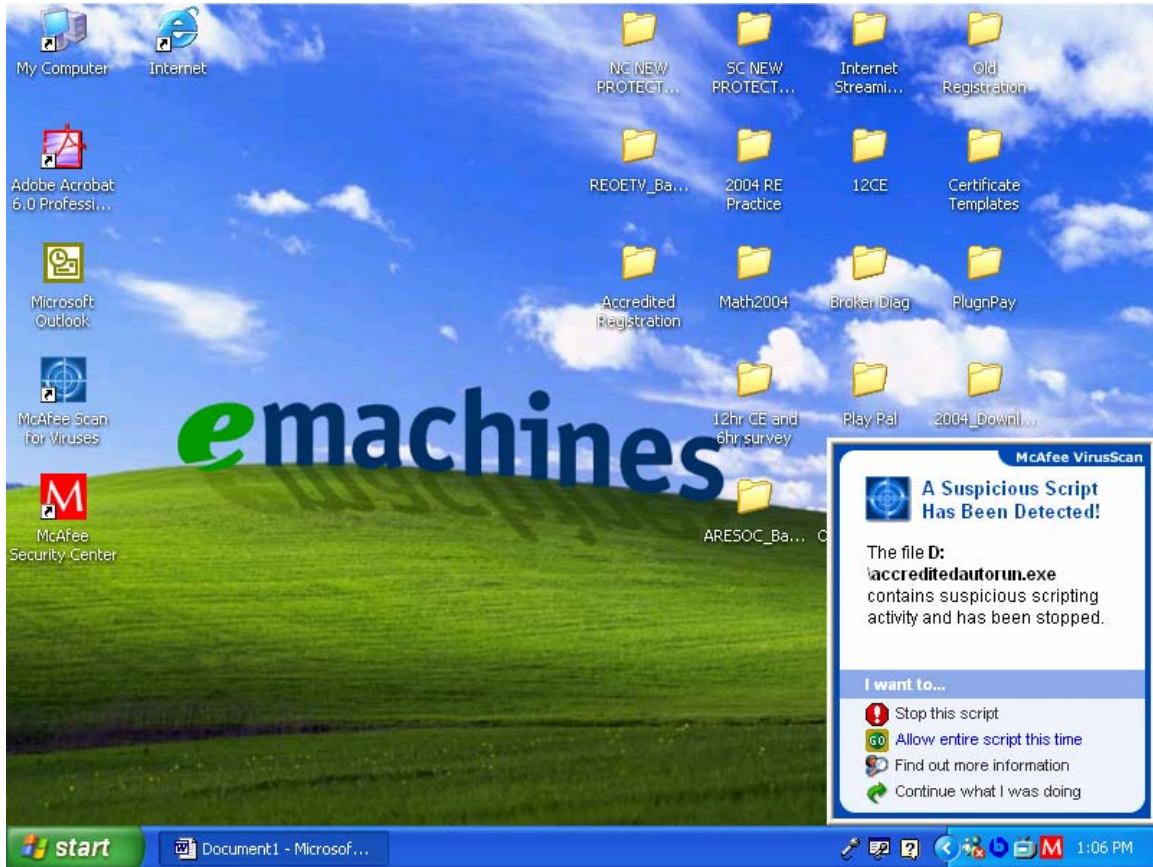 My Computer
Internet
NC NEW
PROTECT...
SC NEW
PROTECT...
Internet
Streami...
Old
Registration
Adobe Acrobat
6.0 Professi...
REOETV_Ba...
2004 RE
Practice
12CE
Certificate
Templates
Microsoft
Outlook
Accredited
Registration
Math2004
Broker Diag
PlugnPay
McAfee Scan
for Viruses
12hr CE and
6hr survey
Play Pal
2004_Downl...
emachines
McAfee
Security Center
ARESOC_Ba...
McAfee VirusScan
A Suspicious Script
Has Been Detected!
The file D:
\accreditedautorun.exe
contains suspicious scripting
activity and has been stopped.
I want to...
Stop this script
GO
Allow entire script this time
Find out more information
Continue what I was doing
start
Document1 - Microsof...
1:06 PM